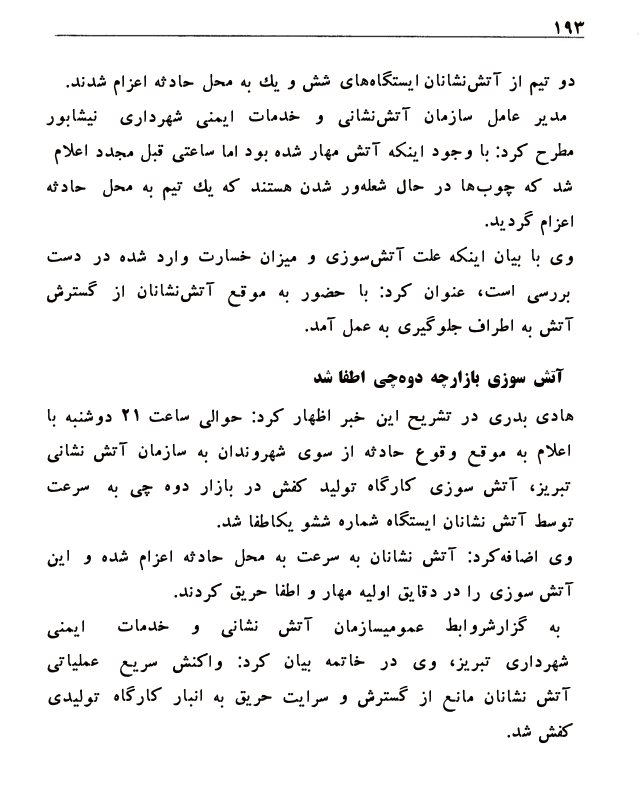 ۱۹۳
دو تیم از آتش‌نشانان ایستگاه‌های شش و یك به محل حادثه اعزام شدند.
مدیر عامل سازمان آتش‌نشانی و خدمات ایمنی شهرداری نیشابور
مطرح کرد: با وجود اینکه آتش مهار شده بود اما ساعتی قبل مجدد اعلام
شد که چوب‌ها در حال شعله‌ور شدن هستند که یك تیم به محل حادثه
اعزام گردید.
وی با بیان اینکه علت آتش‌سوزی و میزان خسارت وارد شده در دست
بررسی است، عنوان کرد: با حضور به موقع آتش‌نشانان از گسترش
آتش به اطراف جلوگیری به عمل آمد.
آتش سوزی بازارچه دوه‌چی اطفا شد
هادی بدری در تشریح این خبر اظهار کرد: حوالی ساعت ۲۱ دوشنبه با
اعلام به موقع وقوع حادثه از سوی شهروندان به سازمان آتش نشانی
تبریز، آتش سوزی کارگاه تولید کفش در بازار دوه چی به سرعت
توسط آتش نشانان ایستگاه شماره ششو یکاطفا شد.
وی اضافه‌کرد: آتش نشانان به سرعت به محل حادثه اعزام شده و این
آتش سوزی را در دقایق اولیه مهار و اطفا حریق کردند.
به گزارشروابط عمومیسازمان آتش نشانی و خدمات ایمنی
شهرداری تبریز، وی در خاتمه بیان کرد: واکنش سریع عملیاتی
آتش نشانان مانع از گسترش و سرایت حریق به انبار کارگاه تولیدی
کفش شد.